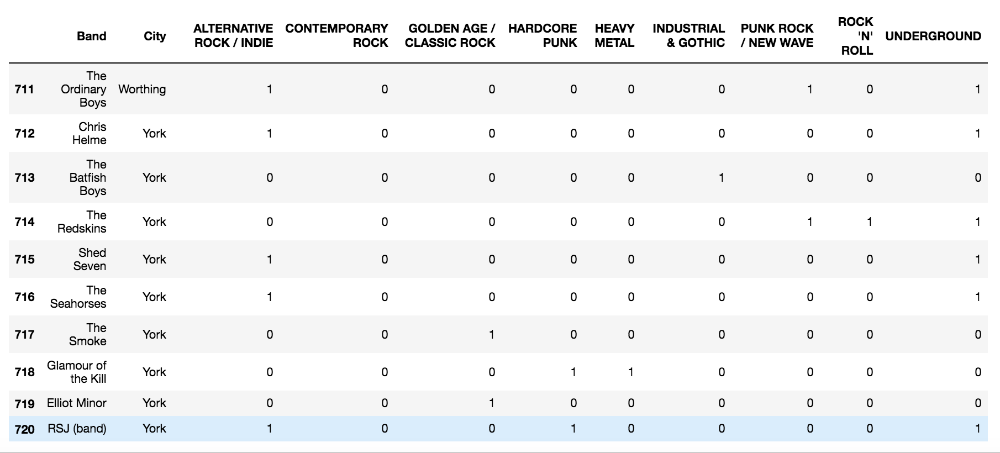 Band City ALTERNATIVE ROCK / INDIE CONTEMPORARY ROCK GOLDEN AGE / CLASSIC ROCK HARDCORE PUNK HEAVY METAL INDUSTRIAL & GOTHIC PUNK ROCK / NEW WAVE ROCK 'N' ROLL UNDERGROUND
711 The Ordinary Boys Worthing 1 0 0 0 0 0 1 0 1
712 Chris Helme York 1 0 0 0 0 0 0 0 1
713 The Batfish Boys York 0 0 0 0 0 1 0 0 0
714 The Redskins York 0 0 0 0 0 0 1 1 1
715 Shed Seven York 1 0 0 0 0 0 0 0 1
716 The Seahorses York 1 0 0 0 0 0 0 0 1
717 The Smoke York 0 0 1 0 0 0 0 0 0
718 Glamour of the Kill York 0 0 0 1 1 0 0 0 0
719 Elliot Minor York 0 0 1 0 0 0 0 0 0
720 RSJ (band) York 1 0 0 1 0 0 0 0 1